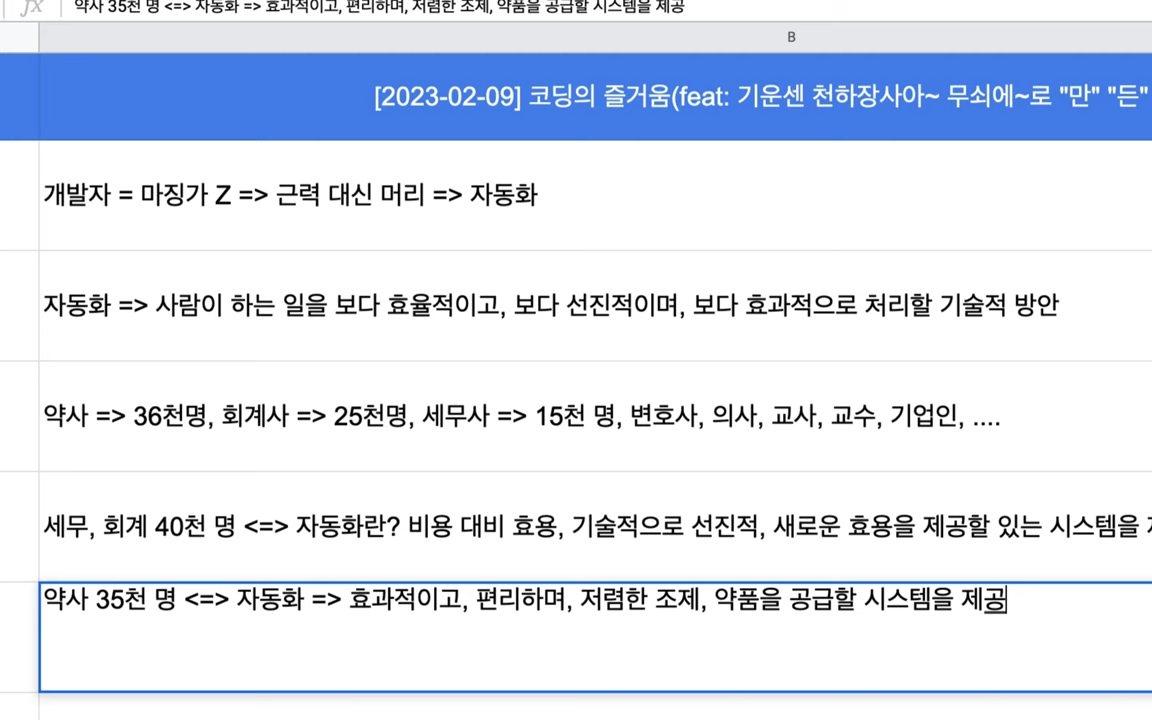 fx 약사 35천 명 <=> 자동화 => 효과적이고, 편리하며, 저렴한 조제, 약품을 공급할 시스템을 제공
B
[2023-02-09] 코딩의 즐거움(feat: 기운센 천하장사아~ 무쇠에~로 "만" "든"
개발자 = 마징가 Z => 근력 대신 머리 => 자동화
자동화 => 사람이 하는 일을 보다 효율적이고, 보다 선진적이며, 보다 효과적으로 처리할 기술적 방안
약사 => 36천명, 회계사 => 25천명, 세무사 => 15천 명, 변호사, 의사, 교사, 교수, 기업인, ....
세무, 회계 40천 명 <=> 자동화란? 비용 대비 효용, 기술적으로 선진적, 새로운 효용을 제공할 있는 시스템을
약사 35천 명 <=> 자동화 => 효과적이고, 편리하며, 저렴한 조제, 약품을 공급할 시스템을 제공